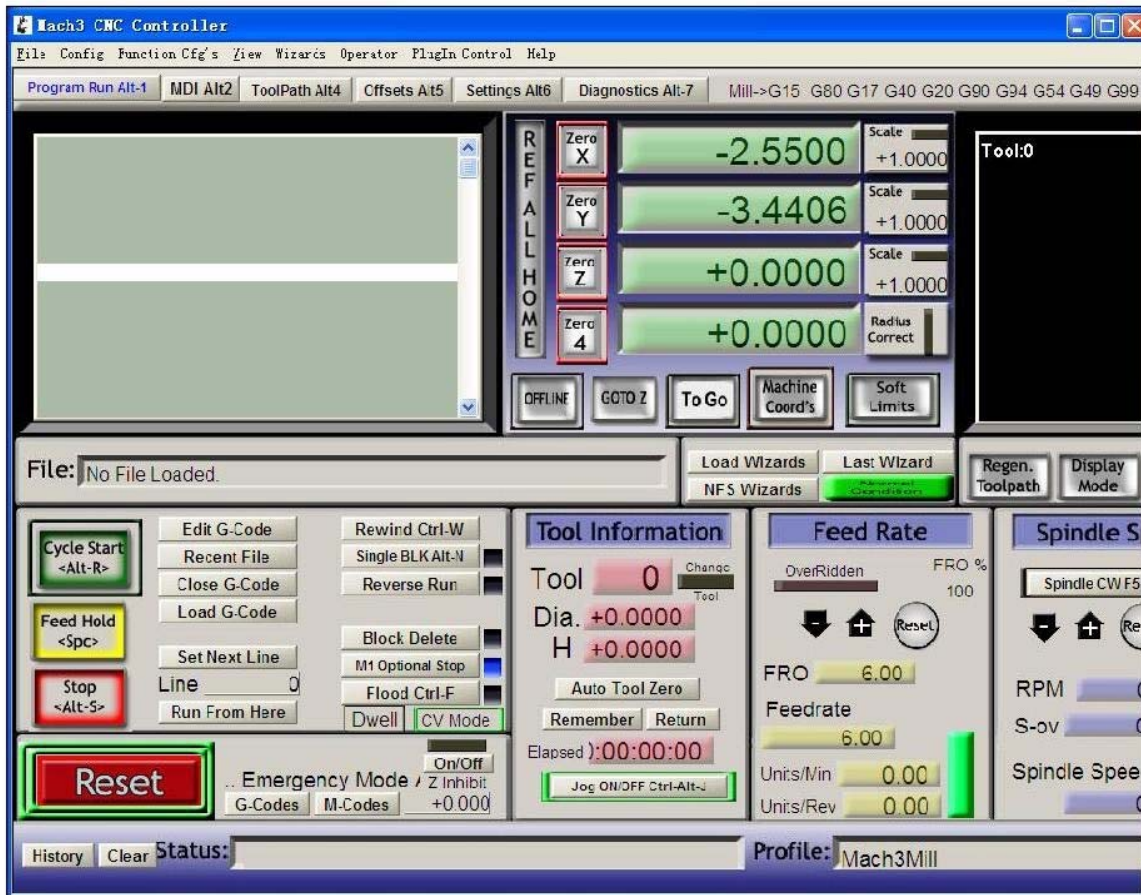 Mach3 CNC Controller
File Config Function Cfg's View Wizards Operator PlugIn Control Help
Program Run Alt-1 MDI Alt2 ToolPath Alt4 Offsets Alt5 Settings Alt6 Diagnostics Alt-7 Mill->G15 G80 G17 G40 G20 G90 G94 G54 G49 G99
REF ALL HOME
Zero X -2.5500 Scale +1.0000
Zero Y -3.4406 Scale +1.0000
Zero Z +0.0000 Scale +1.0000
Zero 4 +0.0000 Radius Correct
Tool:0
OFFLINE GOTO Z To Go Machine Coord's Soft Limits
File: No File Loaded.
Load Wizards Last Wizard
NFS Wizards Normal Condition
Regen. Toolpath Display Mode
Cycle Start <Alt-R>
Feed Hold <Spc>
Stop <Alt-S>
Edit G-Code
Recent File
Close G-Code
Load G-Code
Set Next Line
Line 0
Run From Here
Rewind Ctrl-W
Single BLK Alt-N
Reverse Run
Block Delete
M1 Optional Stop
Flood Ctrl-F
Dwell CV Mode
Reset
.. Emergency Mode
G-Codes M-Codes
On/Off
Z Inhibit
+0.000
Tool Information
Tool 0 Change Tool
Dia. +0.0000
H +0.0000
Auto Tool Zero
Remember Return
Elapsed ):00:00:00
Jog ON/OFF Ctrl-Alt-J
Feed Rate
OverRidden FRO %
100
Reset
FRO 6.00
Feedrate
6.00
Units/Min 0.00
Units/Rev 0.00
Spindle S
Spindle CW F5
Re
RPM
S-ov
Spindle Spee
History Clear Status:
Profile: Mach3Mill